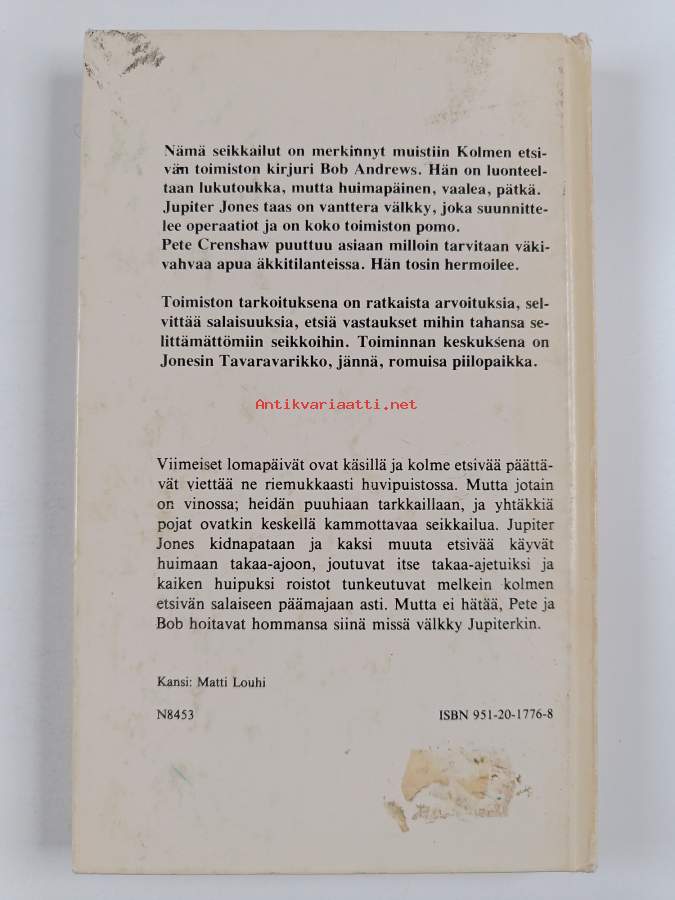 Nämä seikkailut on merkinnyt muistiin Kolmen etsi-
vän toimiston kirjuri Bob Andrews. Hän on luonteel-
taan lukutoukka, mutta huimapäinen, vaalea, pätkä.
Jupiter Jones taas on vanttera välkky, joka suunnitte-
lee operaatiot ja on koko toimiston pomo.
Pete Crenshaw puuttuu asiaan milloin tarvitaan väki-
vahvaa apua äkkitilanteissa. Hän tosin hermoilee.
Toimiston tarkoituksena on ratkaista arvoituksia, sel-
vittää salaisuuksia, etsiä vastaukset mihin tahansa se-
littämättömiin seikkoihin. Toiminnan keskuksena on
Jonesin Tavaravarikko, jännä, romuisa piilopaikka.
Antikvariaatti.net
Viimeiset lomapäivät ovat käsillä ja kolme etsivää päättä-
vät viettää ne riemukkaasti huvipuistossa. Mutta jotain
on vinossa; heidän puuhiaan tarkkaillaan, ja yhtäkkiä
pojat ovatkin keskellä kammottavaa seikkailua. Jupiter
Jones kidnapataan ja kaksi muuta etsivää käyvät
huimaan takaa-ajoon, joutuvat itse takaa-ajetuiksi ja
kaiken huipuksi roistot tunkeutuvat melkein kolmen
etsivän salaiseen päämajaan asti. Mutta ei hätää, Pete ja
Bob hoitavat hommansa siinä missä välkky Jupiterkin.
Kansi: Matti Louhi
N8453 ISBN 951-20-1776-8